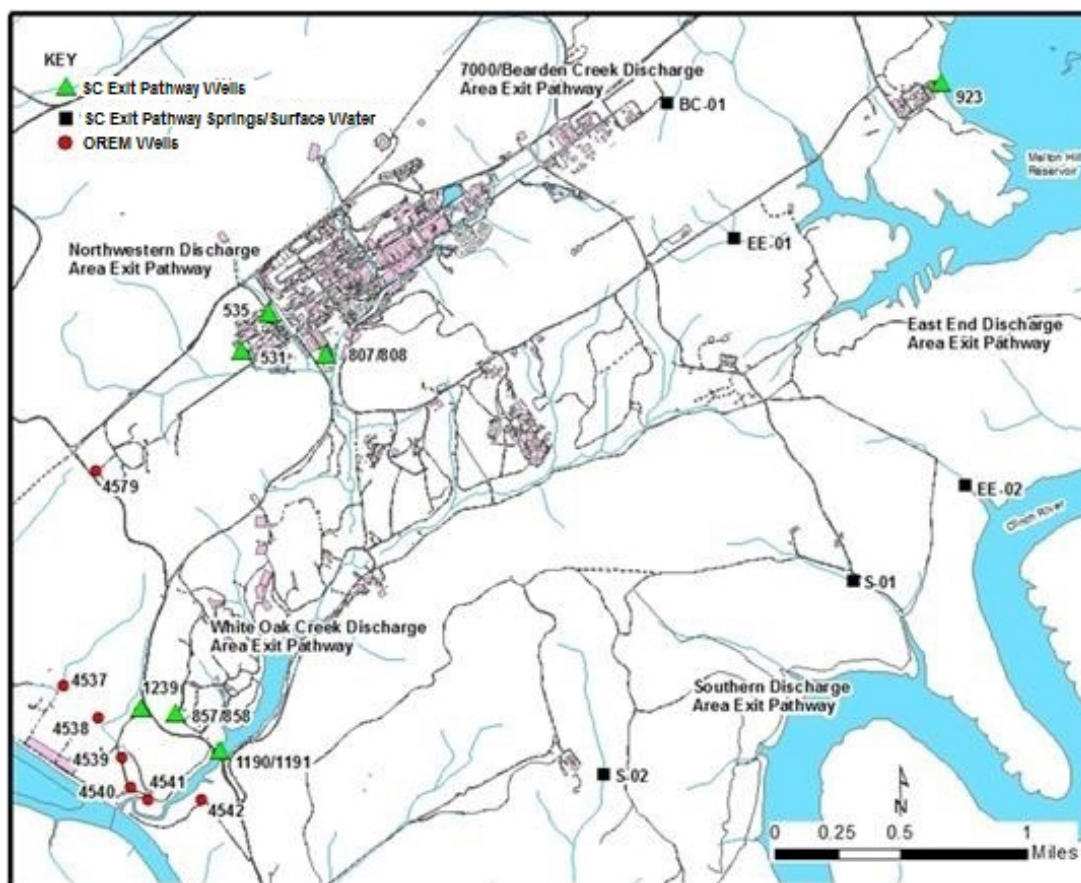 KEY
SC Exit Pathway Wells
SC Exit Pathway Springs/Surface Water
OREM Wells
7000/Bearden Creek Discharge
Area Exit Pathway
BC-01
923
Melton Hill
Reservoir
EE-01
Northwestern Discharge
Area Exit Pathway
535
531
807/808
East End Discharge
Area Exit Pathway
4579
EE-02
Clinch River
S-01
White Oak Creek Discharge
Area Exit Pathway
4537
1239
Southern Discharge
Area Exit Pathway
4538
857/858
4539
1190/1191
4541
4540
4542
S-02
N
0 0.25 0.5 1
Miles